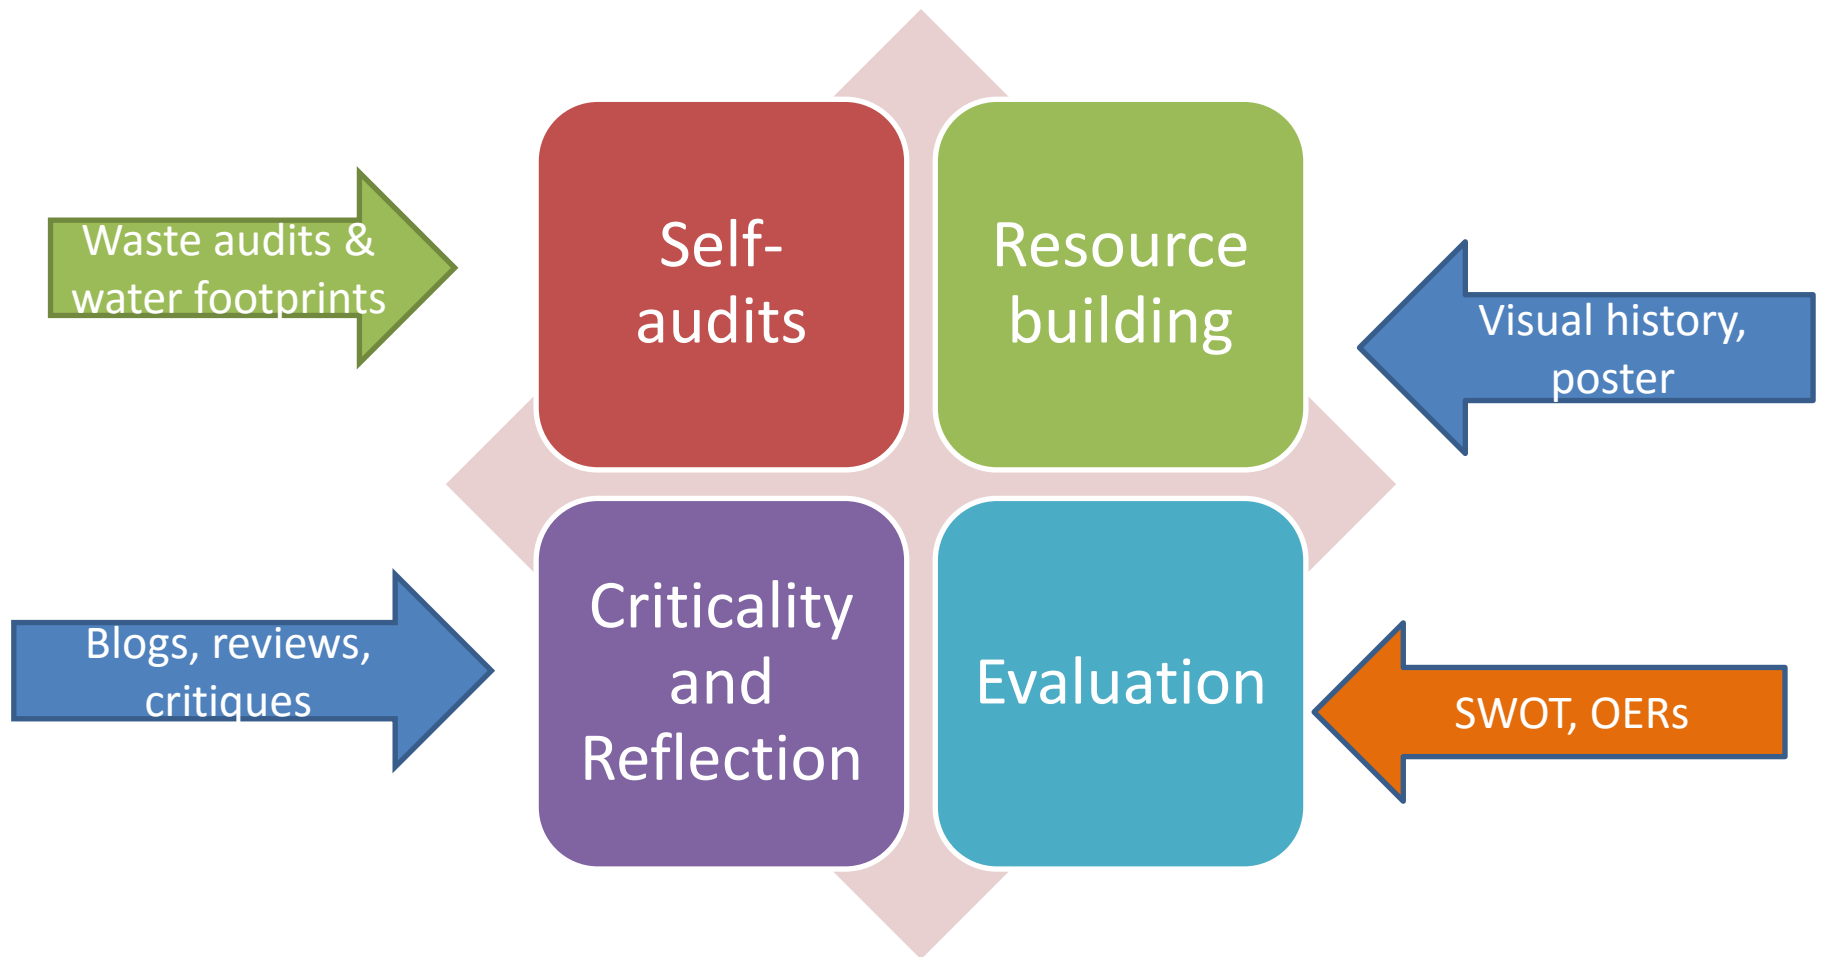 Waste audits &
water footprints
Self-
audits
Resource
building
Visual history,
poster
Blogs, reviews,
critiques
Criticality
and
Reflection
Evaluation
SWOT, OERs